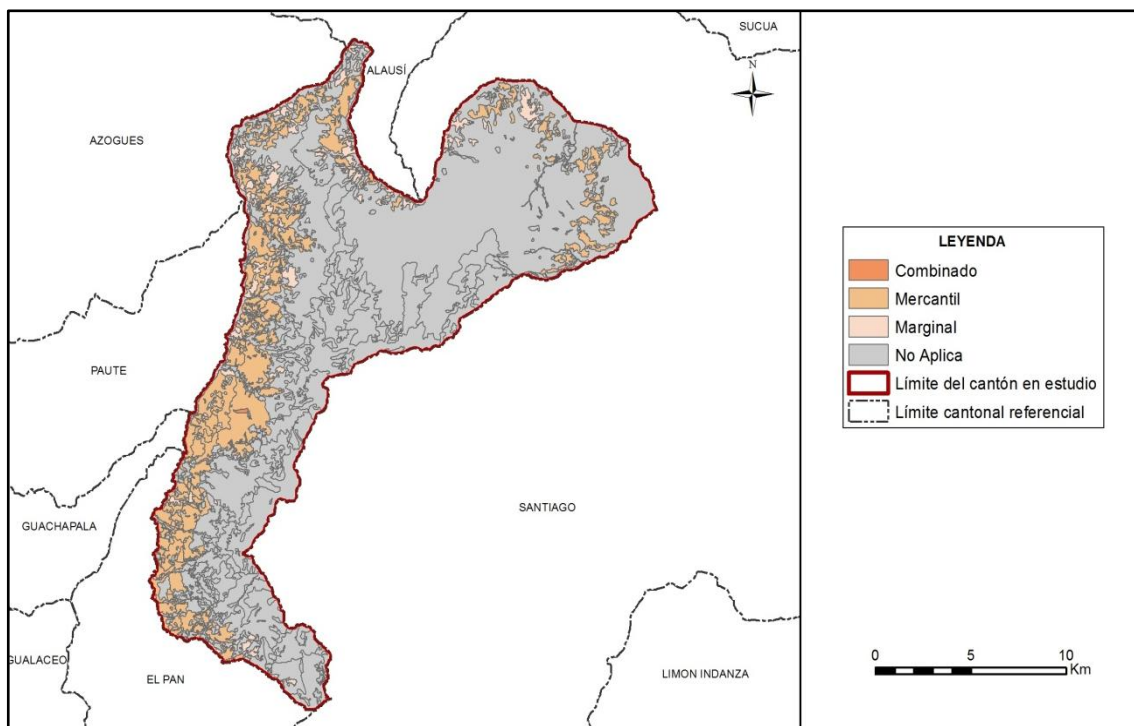 SUCUA
N
ALAUSÍ
AZOGUES
PAUTE
GUACHAPALA
SANTIAGO
GUALACEO
EL PAN
LIMON INDANZA
LEYENDA
Combinado
Mercantil
Marginal
No Aplica
Límite del cantón en estudio
Límite cantonal referencial
0 5 10
Km